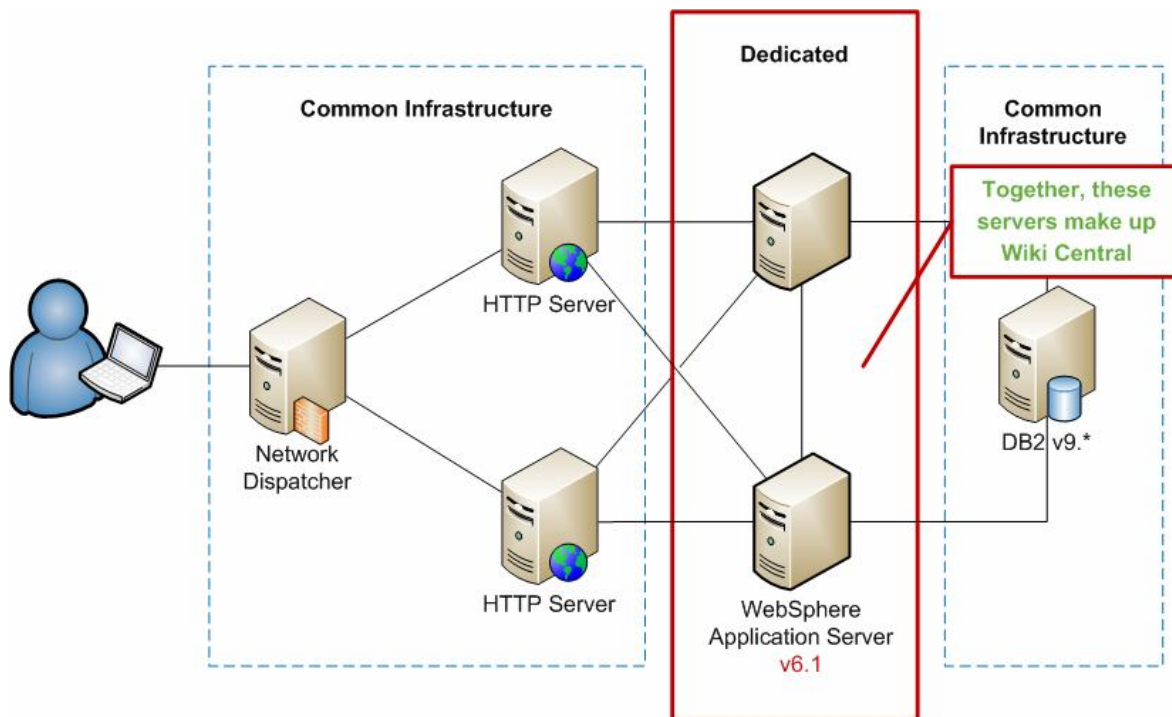 Dedicated
Common Infrastructure
Common
Infrastructure
Together, these
servers make up
Wiki Central
HTTP Server
Network
Dispatcher
DB2 v9.*
HTTP Server
WebSphere
Application Server
v6.1